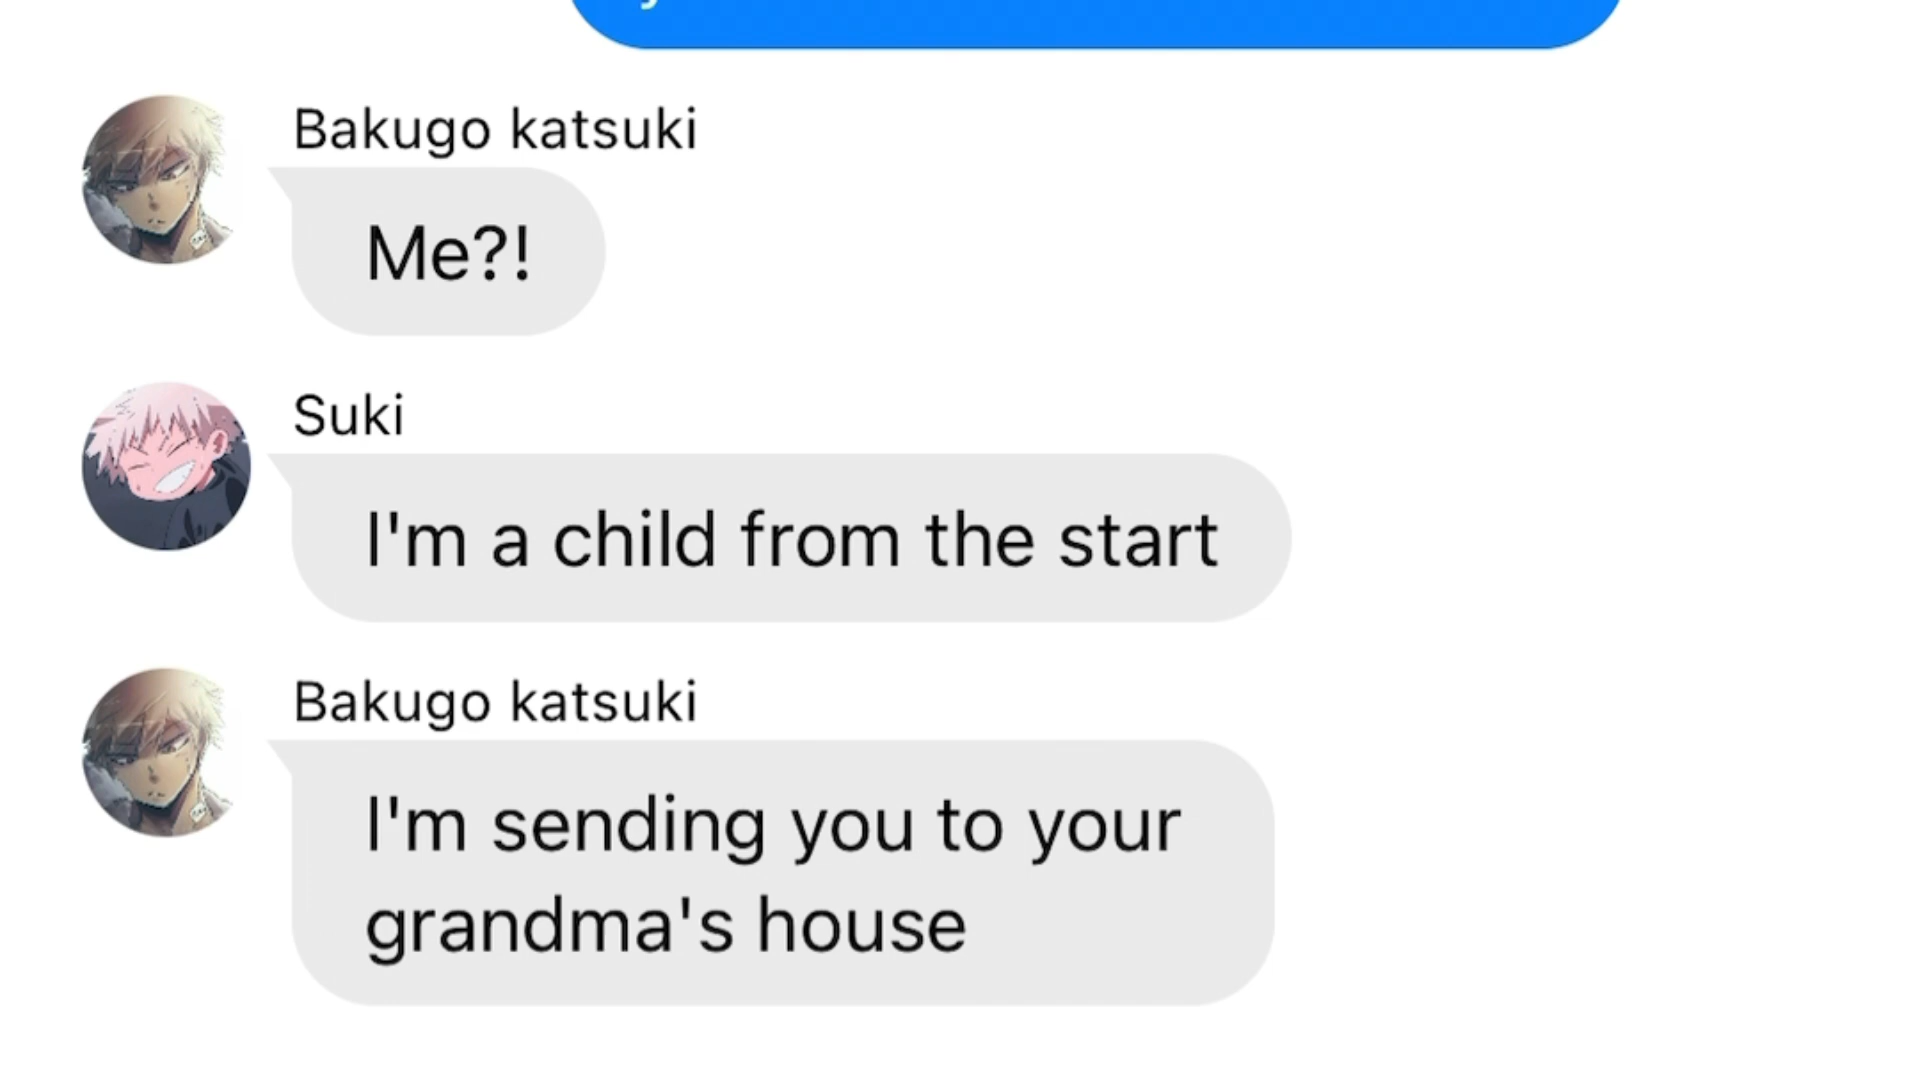 Bakugo katsuki
Me?!
Suki
I'm a child from the start
Bakugo katsuki
I'm sending you to your
grandma's house